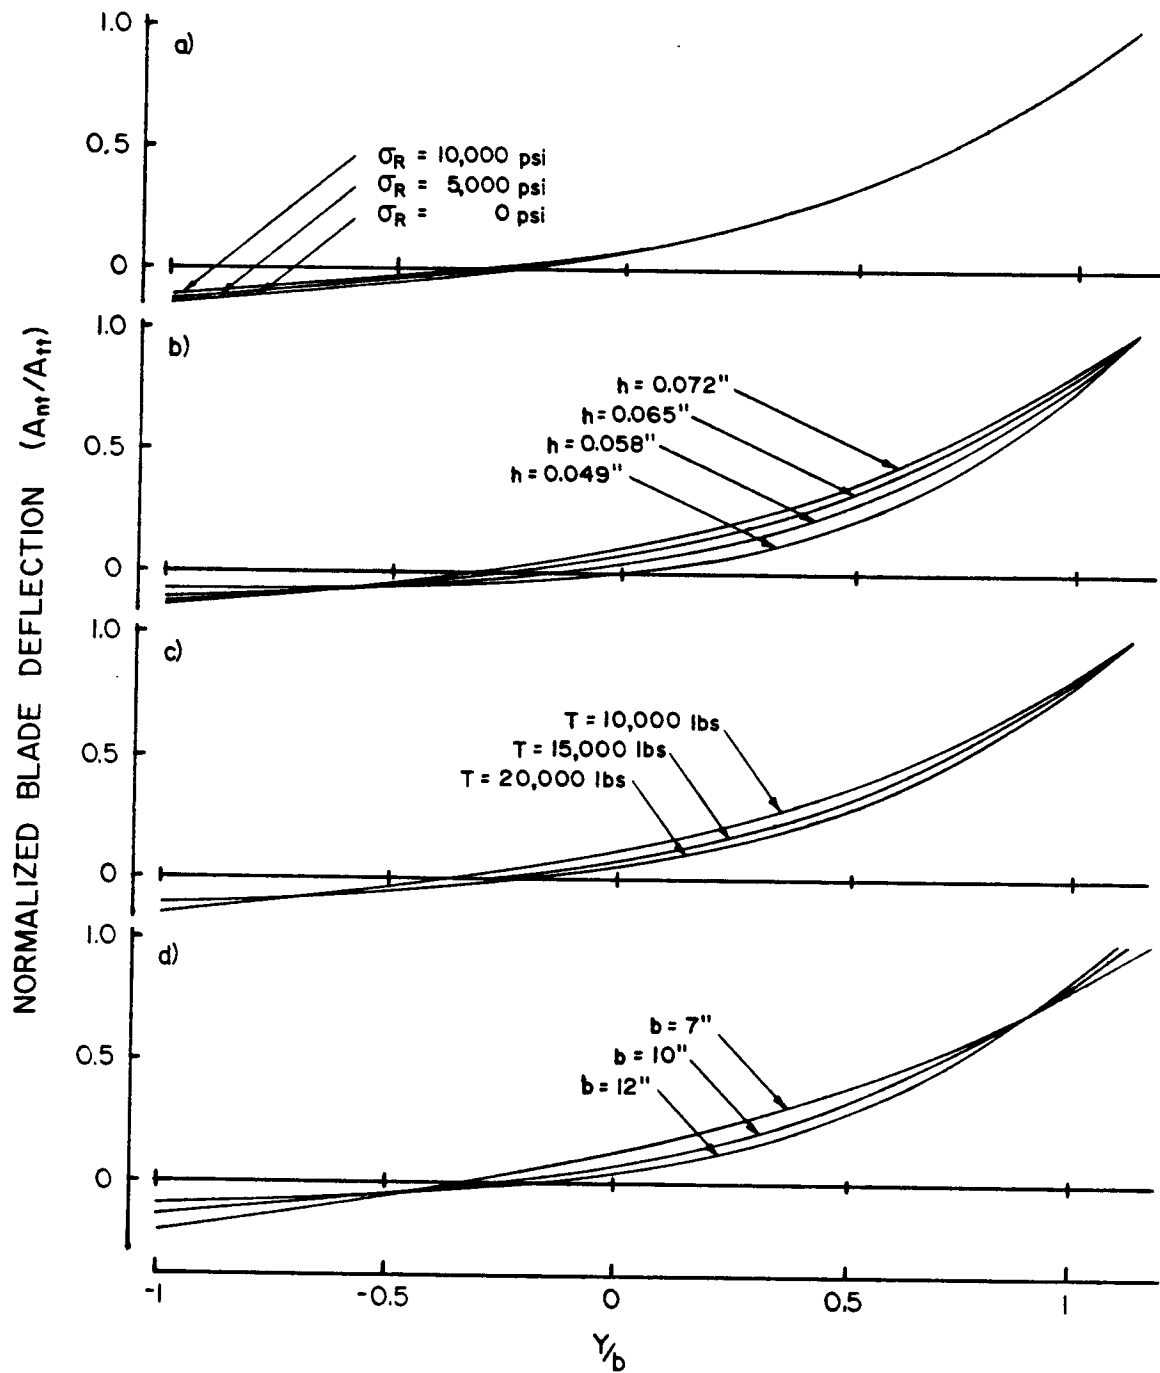 NORMALIZED BLADE DEFLECTION (Ant/Att)
1.0
a)
0.5
σR = 10,000 psi
σR = 5,000 psi
σR = 0 psi
0
1.0
b)
h = 0.072"
h = 0.065"
0.5
h = 0.058"
h = 0.049"
0
1.0
c)
T = 10,000 lbs
0.5
T = 15,000 lbs
T = 20,000 lbs
0
1.0
d)
b = 7"
0.5
b = 10"
b = 12"
0
-1 -0.5 0 0.5 1
Y/b